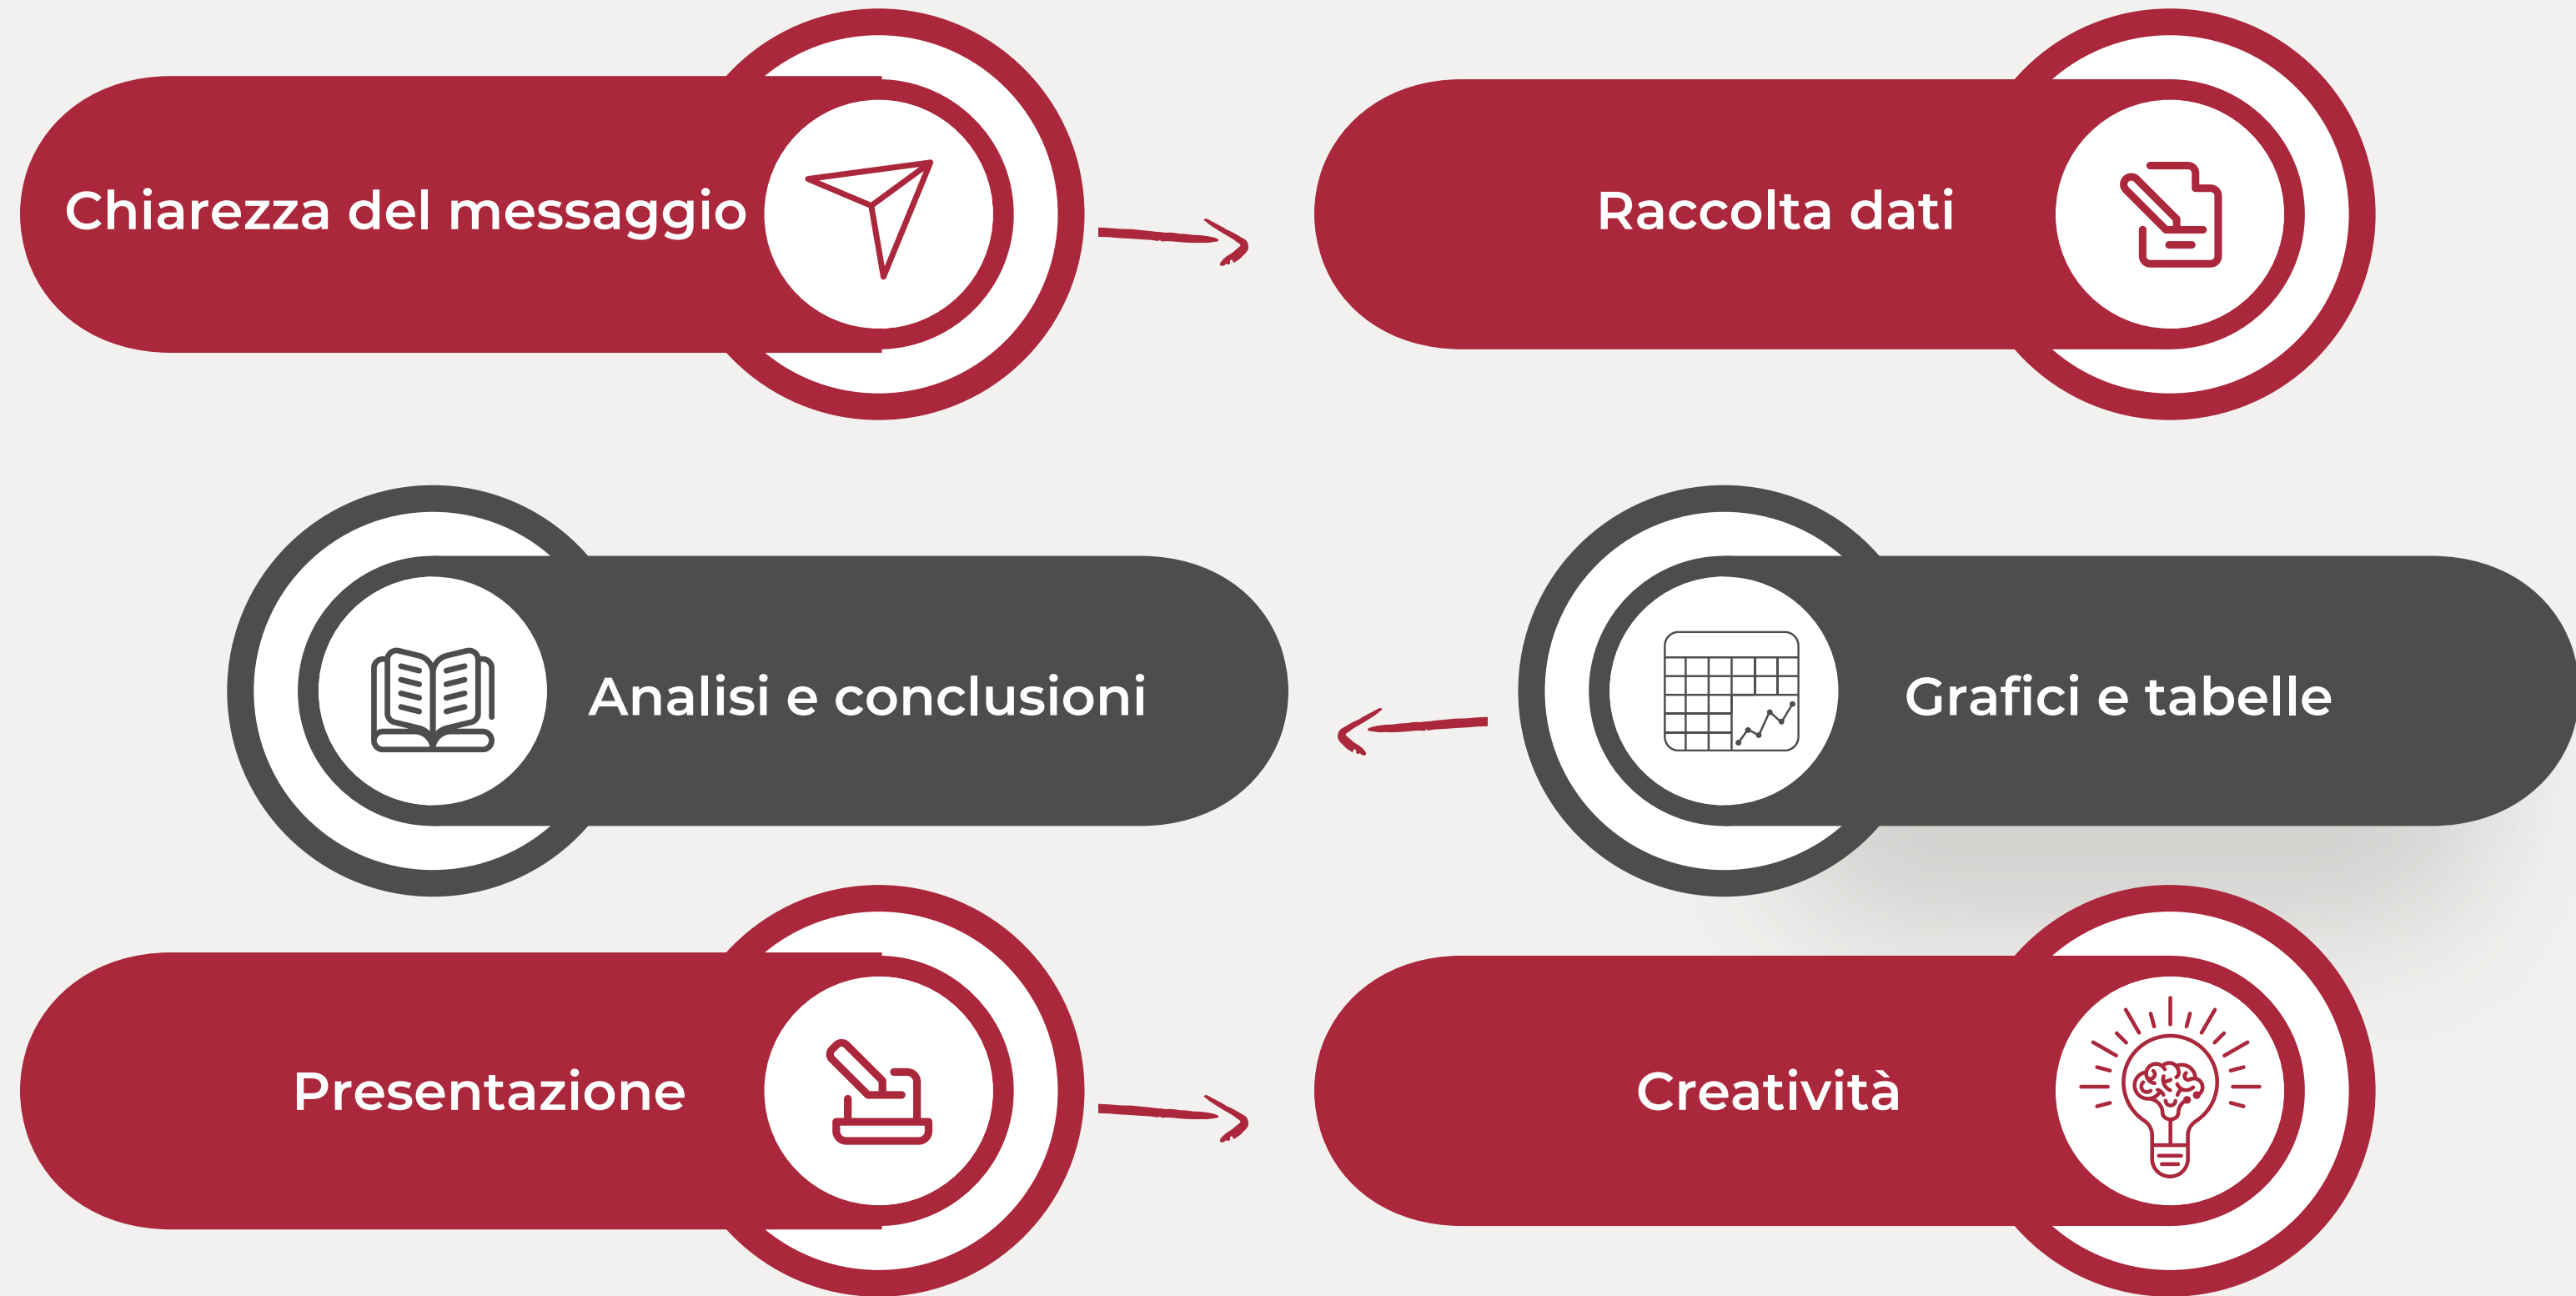 Chiarezza del messaggio
Raccolta dati
Analisi e conclusioni
Grafici e tabelle
Presentazione
Creatività